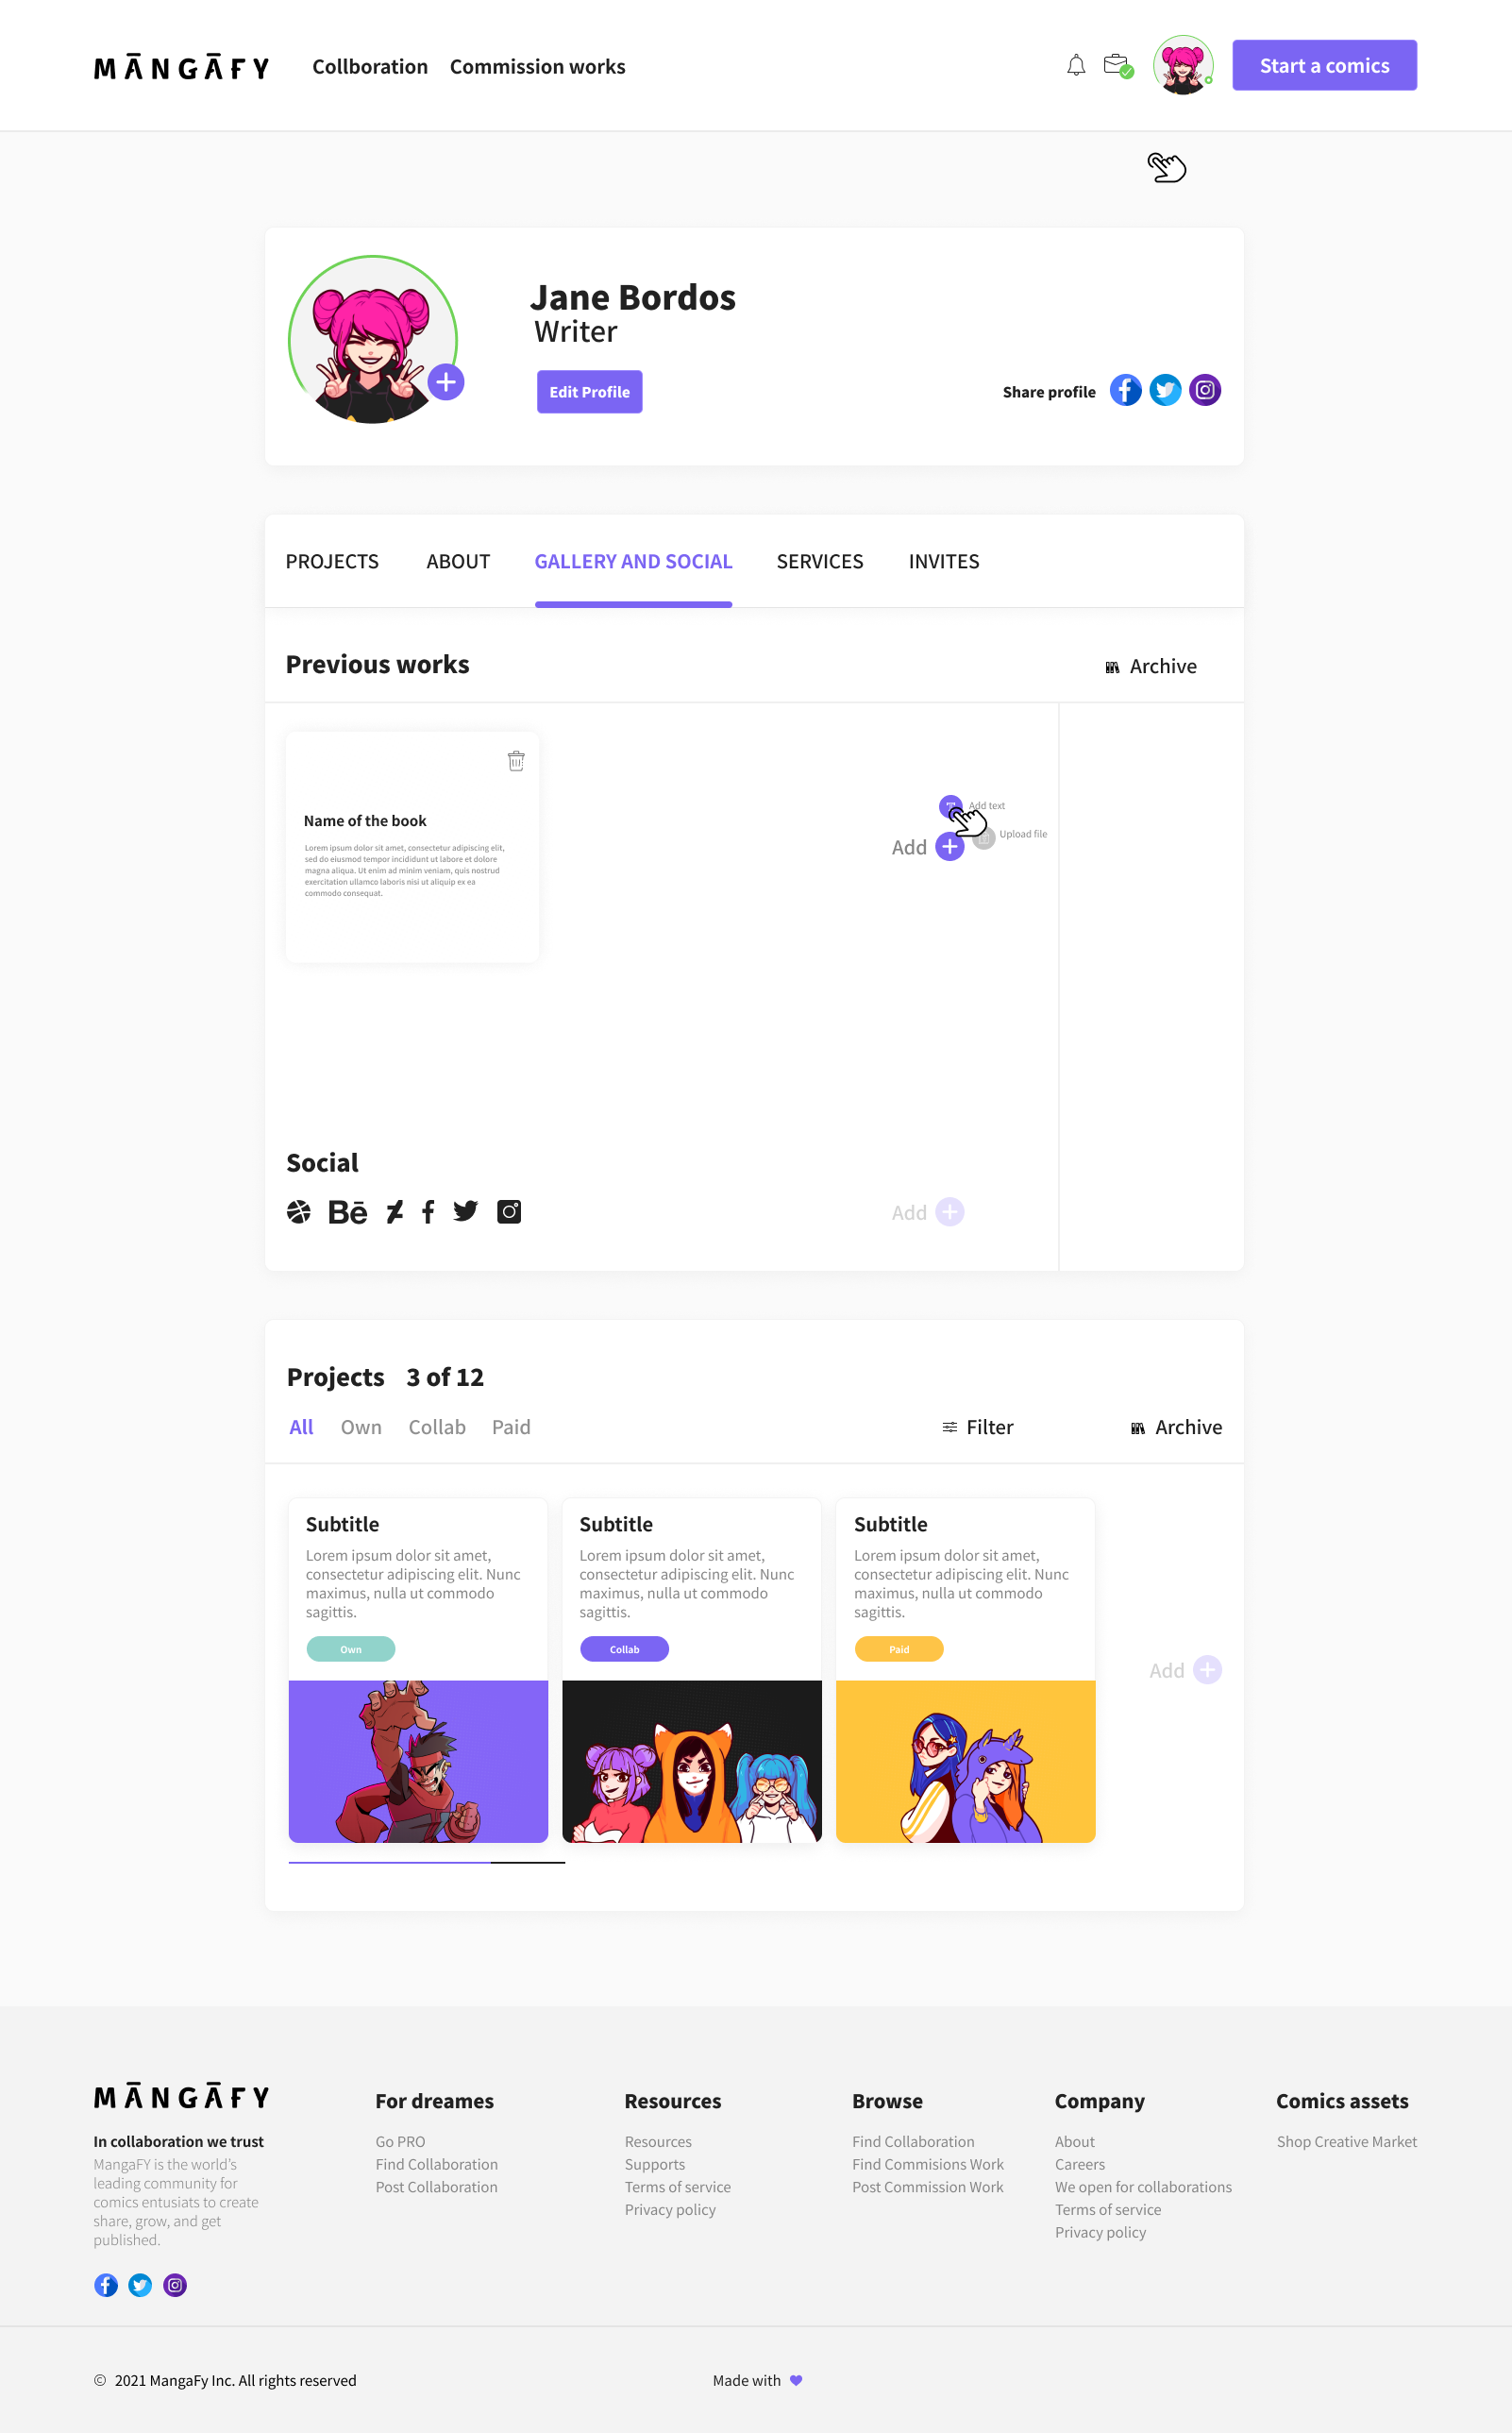 MĀNGĀFY
Collboration Commission works
Start a comics
Jane Bordos
Writer
Edit Profile
Share profile
PROJECTS ABOUT GALLERY AND SOCIAL SERVICES INVITES
Previous works
Archive
Name of the book
Lorem ipsum dolor sit amet, consectetur adipiscing elit,
sed do eiusmod tempor incididunt ut labore et dolore
magna aliqua. Ut enim ad minim veniam, quis nostrud
exercitation ullamco laboris nisi ut aliquip ex ea
commodo consequat.
Add text
Upload file
Add
Social
Bē
Add
Projects 3 of 12
All Own Collab Paid
Filter
Archive
Subtitle
Lorem ipsum dolor sit amet,
consectetur adipiscing elit. Nunc
maximus, nulla ut commodo
sagittis.
Own
Subtitle
Lorem ipsum dolor sit amet,
consectetur adipiscing elit. Nunc
maximus, nulla ut commodo
sagittis.
Collab
Subtitle
Lorem ipsum dolor sit amet,
consectetur adipiscing elit. Nunc
maximus, nulla ut commodo
sagittis.
Paid
Add
MĀNGĀFY
In collaboration we trust
MangaFY is the world's
leading community for
comics entusiats to create
share, grow, and get
published.
For dreames
Go PRO
Find Collaboration
Post Collaboration
Resources
Resources
Supports
Terms of service
Privacy policy
Browse
Find Collaboration
Find Commisions Work
Post Commission Work
Company
About
Careers
We open for collaborations
Terms of service
Privacy policy
Comics assets
Shop Creative Market
© 2021 MangaFy Inc. All rights reserved
Made with